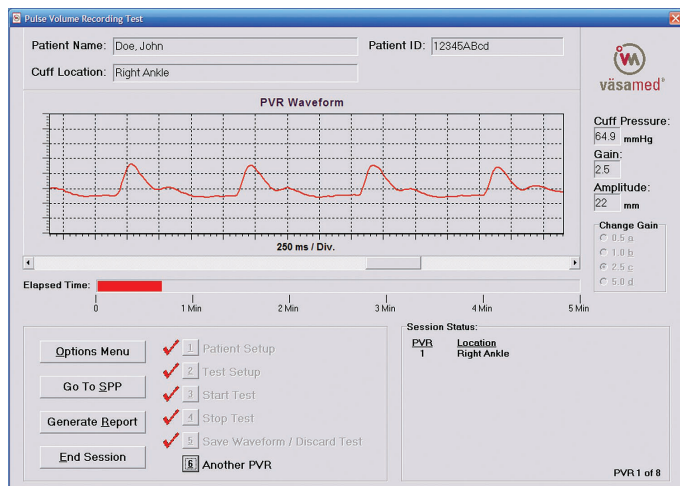 Pulse Volume Recording Test
Patient Name: Doe, John Patient ID: 12345ABcd
Cuff Location: Right Ankle
väsamed®
PVR Waveform
Cuff Pressure:
64.9 mmHg
Gain:
2.5
Amplitude:
22 mm
Change Gain
0.5 a
1.0 b
2.5 c
5.0 d
250 ms / Div.
Elapsed Time:
0 1 Min 2 Min 3 Min 4 Min 5 Min
Options Menu
Go To SPP
Generate Report
End Session
1 Patient Setup
2 Test Setup
3 Start Test
4 Stop Test
5 Save Waveform / Discard Test
6 Another PVR
Session Status:
PVR Location
1 Right Ankle
PVR 1 of 8